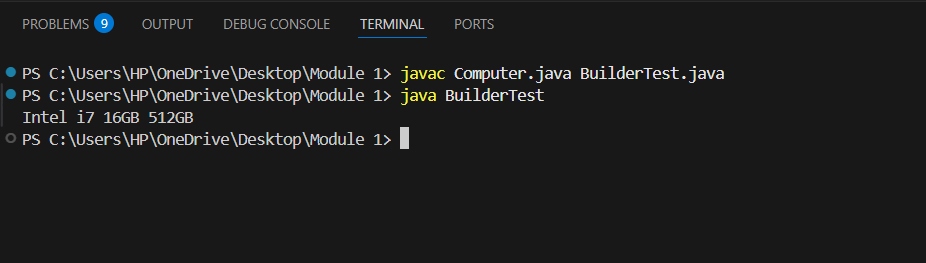 PROBLEMS 9 OUTPUT DEBUG CONSOLE TERMINAL PORTS
PS C:\Users\HP\OneDrive\Desktop\Module 1> javac Computer.java BuilderTest.java
PS C:\Users\HP\OneDrive\Desktop\Module 1> java BuilderTest
Intel i7 16GB 512GB
PS C:\Users\HP\OneDrive\Desktop\Module 1>